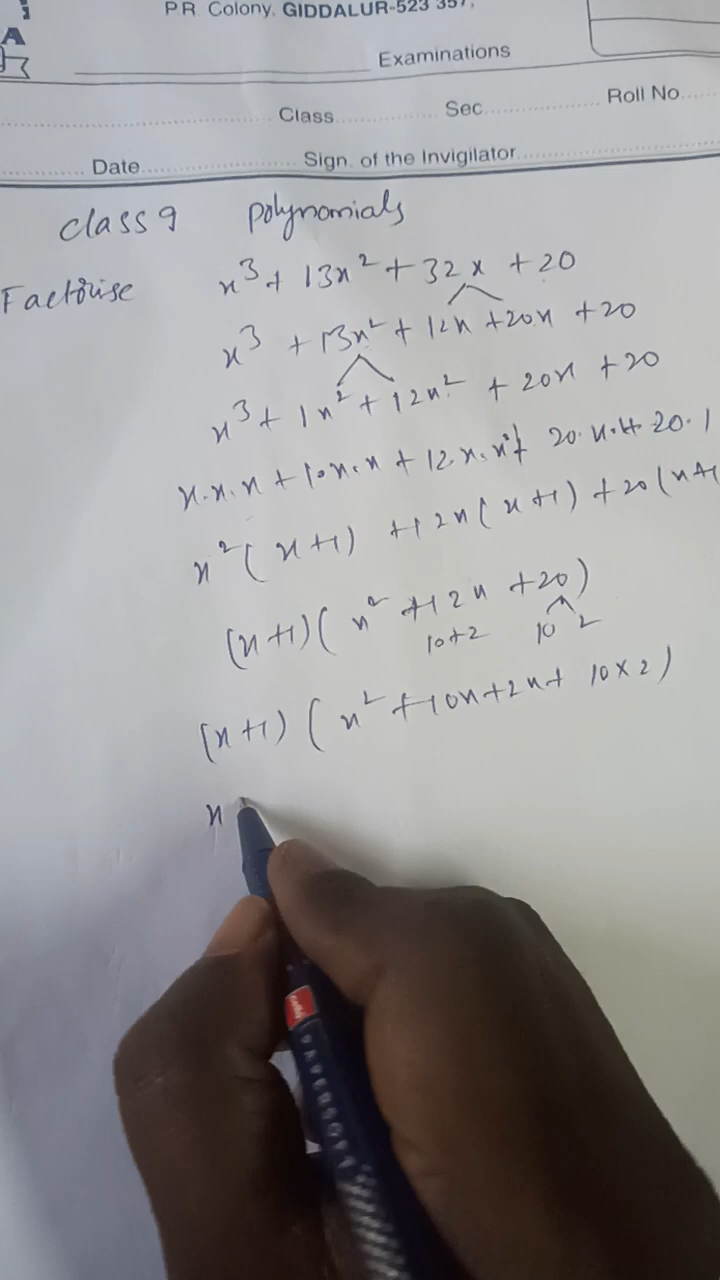 A
P.R. Colony, GIDDALUR-523 357,
Examinations
Class Sec Roll No
Date Sign. of the Invigilator
class 9 polynomials
Factorise x³ + 13x² + 32x + 20
x³ + 13x² + 12x + 20x + 20
x³ + 1x² + 12x² + 20x + 20
x.x.x + 1.x.x + 12.x.x + 20.x.+ 20.1
x²(x+1) +12x(x+1) +20(x+1
(x+1)(x² +12x +20)
10+2 10 2
(x+1)(x² +10x+2x+ 10×2)
x